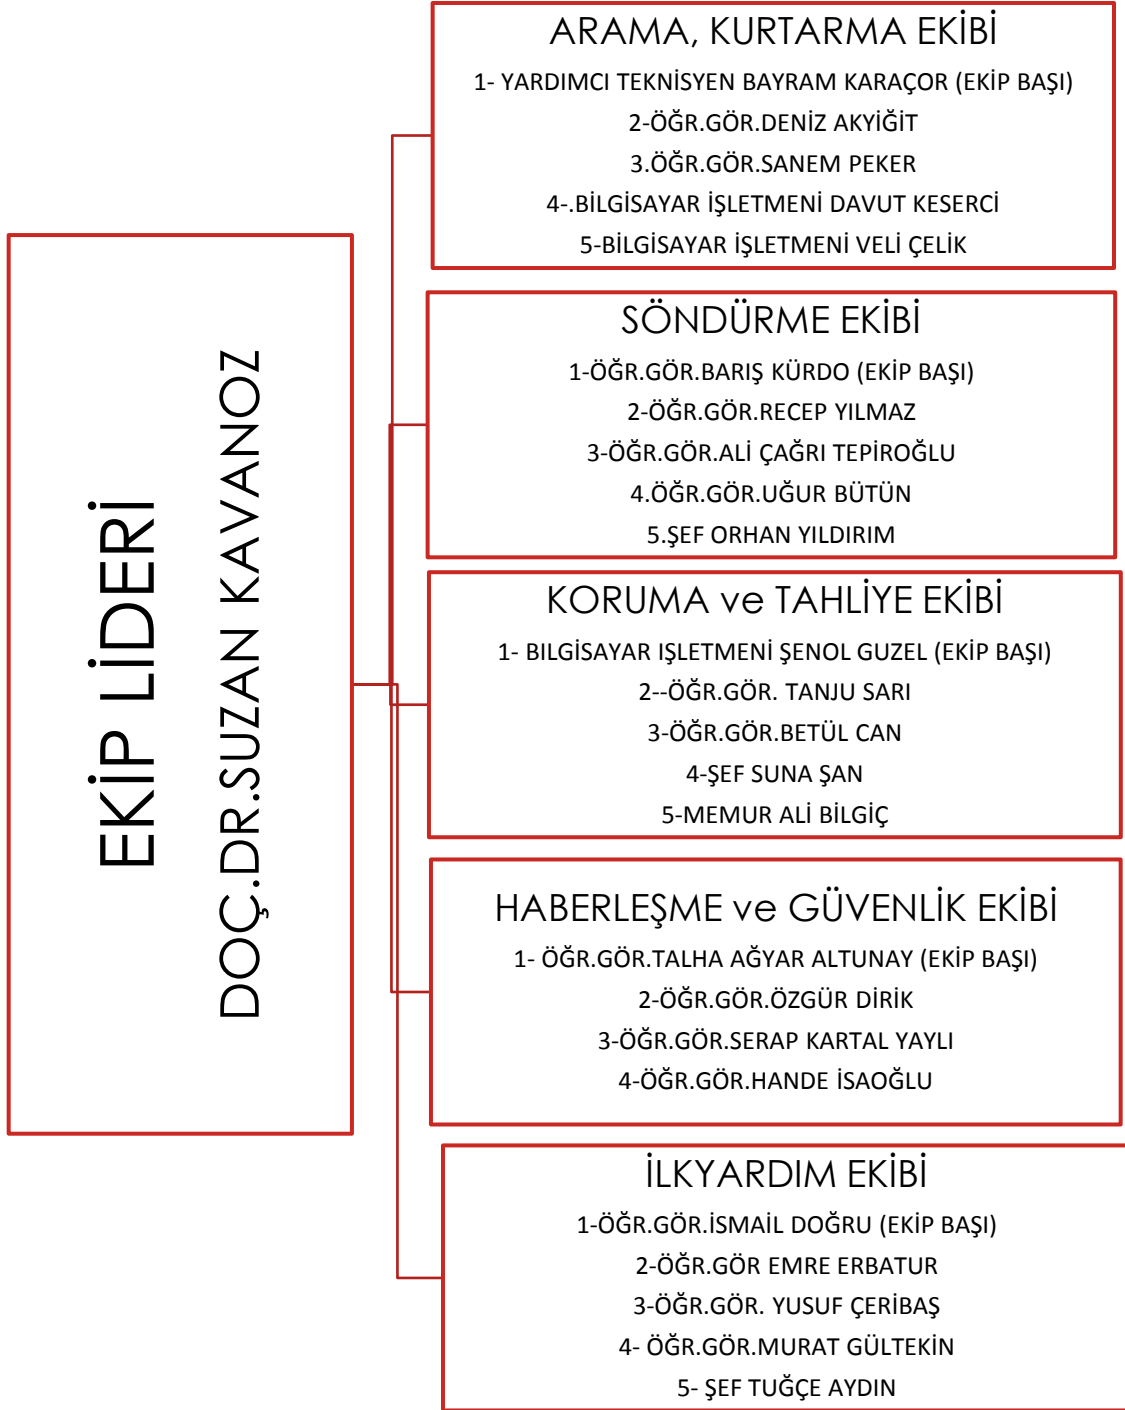 EKİP LİDERİ
DOÇ.DR.SUZAN KAVANOZ
ARAMA, KURTARMA EKİBİ
1- YARDIMCI TEKNİSYEN BAYRAM KARAÇOR (EKİP BAŞI)
2-ÖĞR.GÖR.DENİZ AKYİĞİT
3.ÖĞR.GÖR.SANEM PEKER
4-.BİLGİSAYAR İŞLETMENİ DAVUT KESERCİ
5-BİLGİSAYAR İŞLETMENİ VELİ ÇELİK
SÖNDÜRME EKİBİ
1-ÖĞR.GÖR.BARIŞ KÜRDO (EKİP BAŞI)
2-ÖĞR.GÖR.RECEP YILMAZ
3-ÖĞR.GÖR.ALİ ÇAĞRI TEPİROĞLU
4.ÖĞR.GÖR.UĞUR BÜTÜN
5.ŞEF ORHAN YILDIRIM
KORUMA ve TAHLİYE EKİBİ
1- BILGİSAYAR IŞLETMENİ ŞENOL GUZEL (EKİP BAŞI)
2--ÖĞR.GÖR. TANJU SARI
3-ÖĞR.GÖR.BETÜL CAN
4-ŞEF SUNA ŞAN
5-MEMUR ALİ BİLGİÇ
HABERLEŞME ve GÜVENLİK EKİBİ
1- ÖĞR.GÖR.TALHA AĞYAR ALTUNAY (EKİP BAŞI)
2-ÖĞR.GÖR.ÖZGÜR DİRİK
3-ÖĞR.GÖR.SERAP KARTAL YAYLI
4-ÖĞR.GÖR.HANDE İSAOĞLU
İLKYARDIM EKİBİ
1-ÖĞR.GÖR.İSMAİL DOĞRU (EKİP BAŞI)
2-ÖĞR.GÖR EMRE ERBATUR
3-ÖĞR.GÖR. YUSUF ÇERİBAŞ
4- ÖĞR.GÖR.MURAT GÜLTEKİN
5- ŞEF TUĞÇE AYDIN